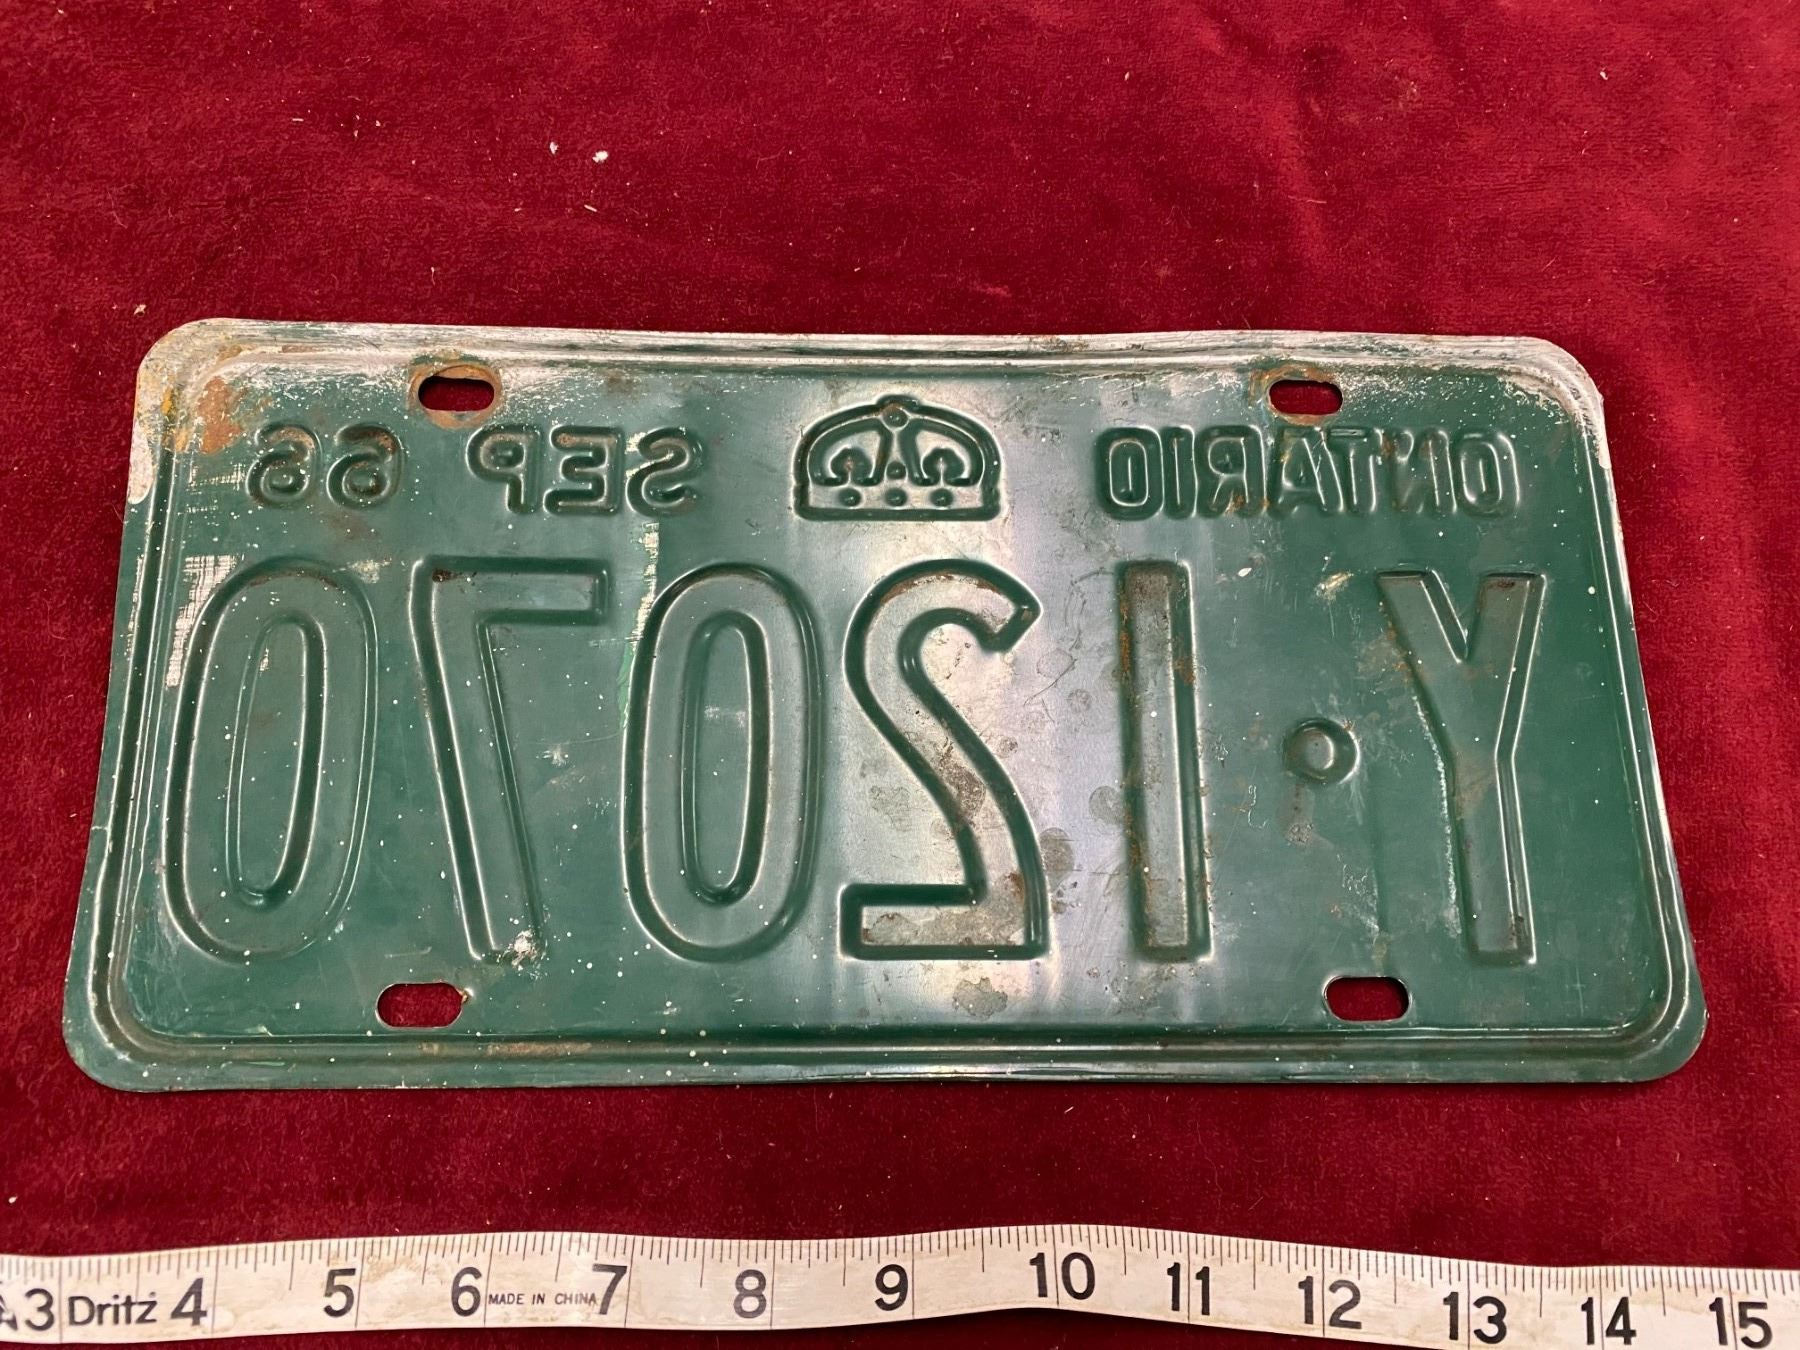 ONTARIO SEP 66
Y·12070
3 Dritz 4 5 6 MADE IN CHINA 7 8 9 10 11 12 13 14 15